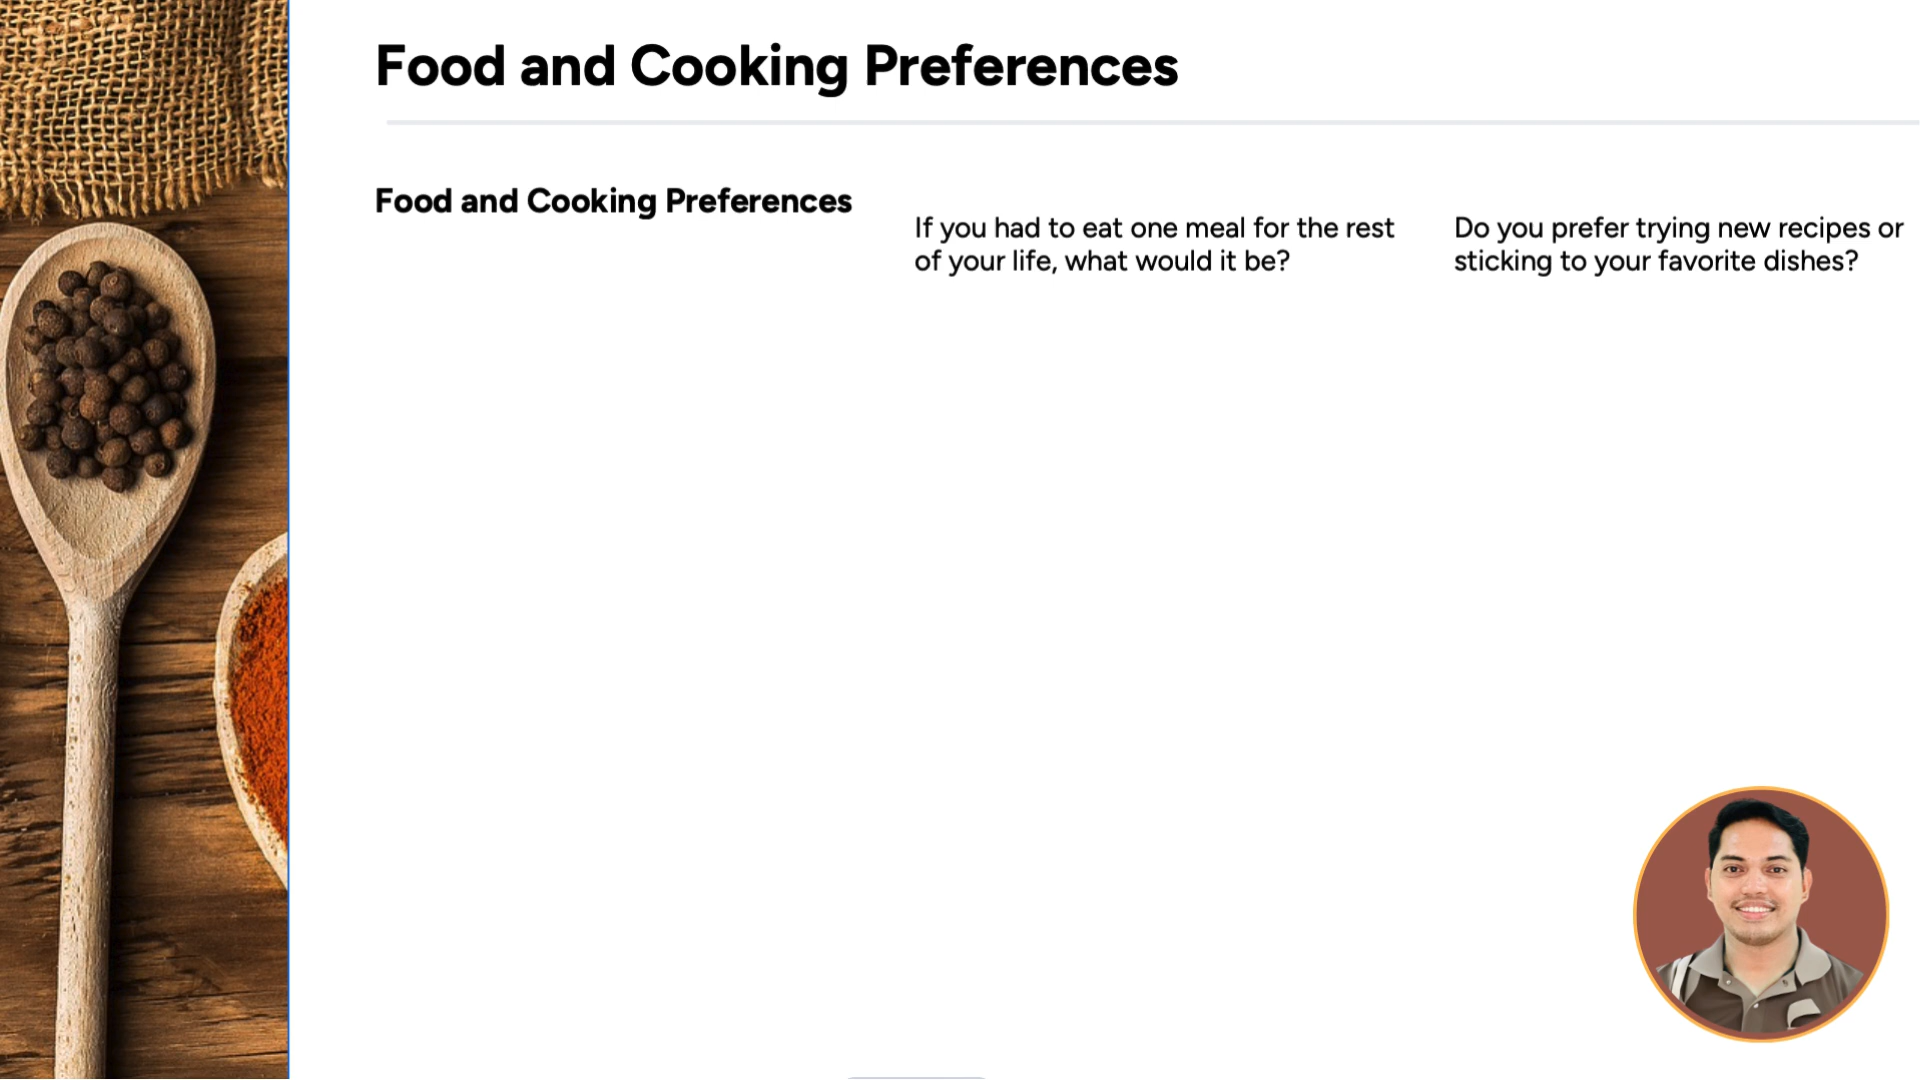 Food and Cooking Preferences
Food and Cooking Preferences
If you had to eat one meal for the rest
of your life, what would it be?
Do you prefer trying new recipes or
sticking to your favorite dishes?